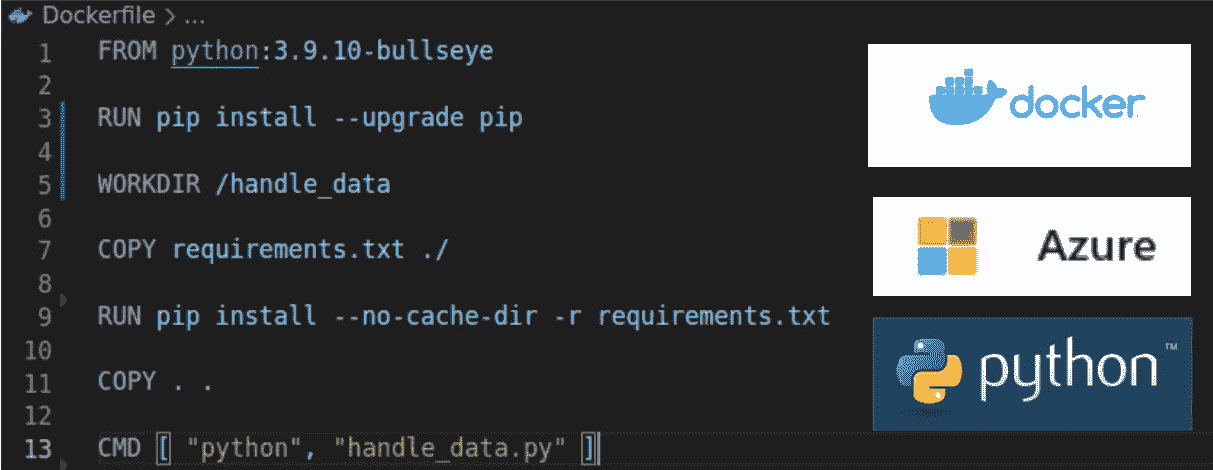 Dockerfile > ...
1 FROM python:3.9.10-bullseye
2
3 RUN pip install --upgrade pip
4
5 WORKDIR /handle_data
6
7 COPY requirements.txt ./
8
9 RUN pip install --no-cache-dir -r requirements.txt
10
11 COPY . .
12
13 CMD [ "python", "handle_data.py" ]
docker
Azure
python™